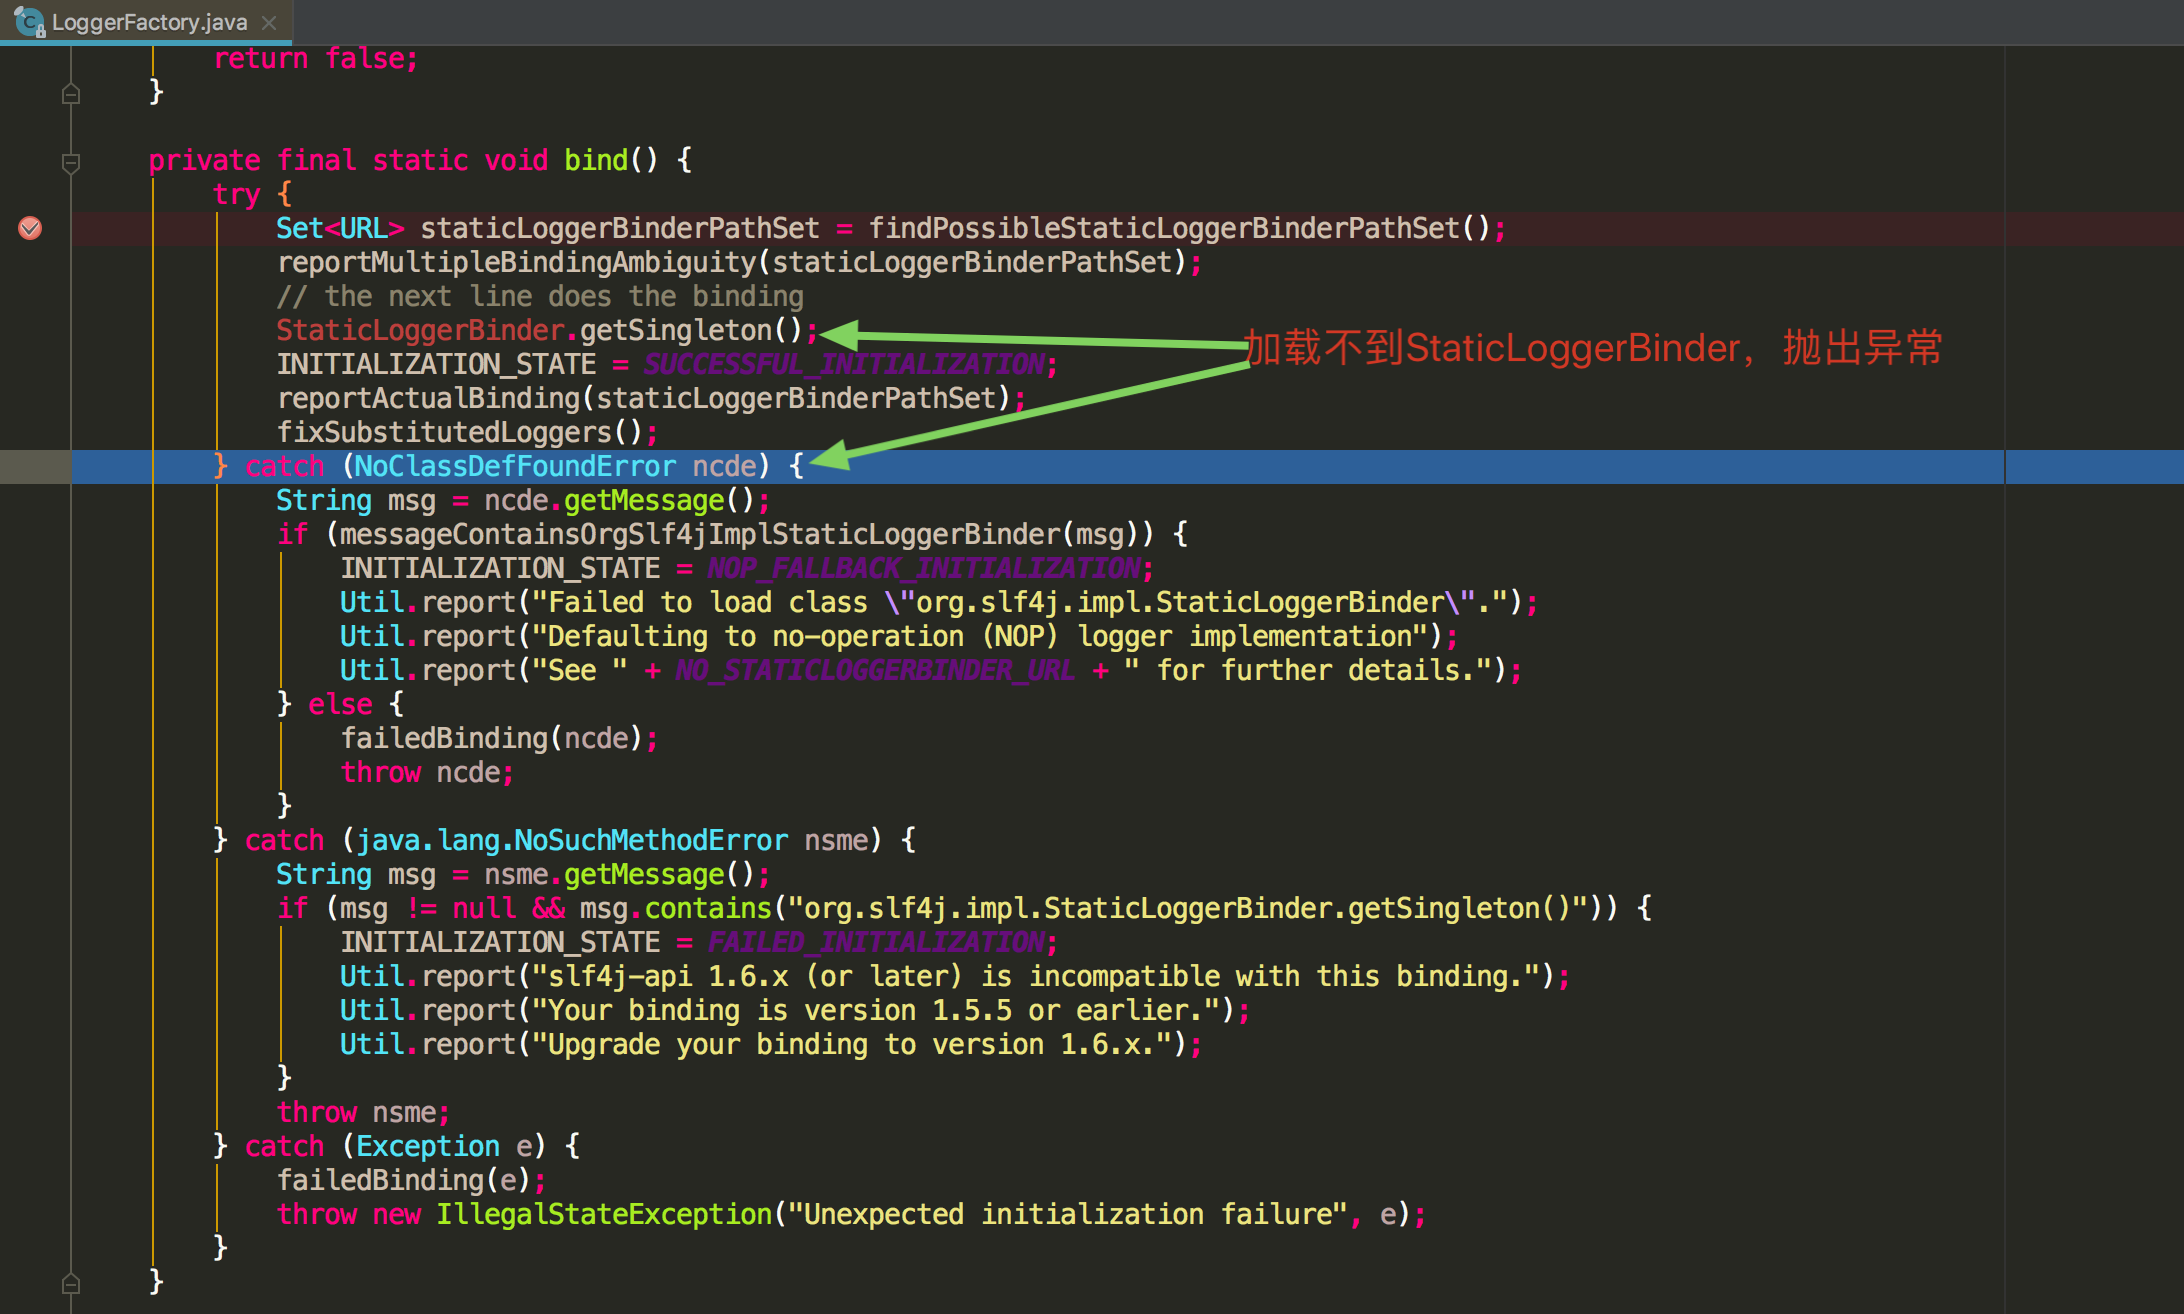 LoggerFactory.java
return false;
}
private final static void bind() {
try {
Set<URL> staticLoggerBinderPathSet = findPossibleStaticLoggerBinderPathSet();
reportMultipleBindingAmbiguity(staticLoggerBinderPathSet);
// the next line does the binding
StaticLoggerBinder.getSingleton();
加载不到StaticLoggerBinder，抛出异常
INITIALIZATION_STATE = SUCCESSFUL_INITIALIZATION;
reportActualBinding(staticLoggerBinderPathSet);
fixSubstitutedLoggers();
} catch (NoClassDefFoundError ncde) {
String msg = ncde.getMessage();
if (messageContainsOrgSlf4jImplStaticLoggerBinder(msg)) {
INITIALIZATION_STATE = NOP_FALLBACK_INITIALIZATION;
Util.report("Failed to load class \"org.slf4j.impl.StaticLoggerBinder\".");
Util.report("Defaulting to no-operation (NOP) logger implementation");
Util.report("See " + NO_STATICLOGGERBINDER_URL + " for further details.");
} else {
failedBinding(ncde);
throw ncde;
}
} catch (java.lang.NoSuchMethodError nsme) {
String msg = nsme.getMessage();
if (msg != null && msg.contains("org.slf4j.impl.StaticLoggerBinder.getSingleton()")) {
INITIALIZATION_STATE = FAILED_INITIALIZATION;
Util.report("slf4j-api 1.6.x (or later) is incompatible with this binding.");
Util.report("Your binding is version 1.5.5 or earlier.");
Util.report("Upgrade your binding to version 1.6.x.");
}
throw nsme;
} catch (Exception e) {
failedBinding(e);
throw new IllegalStateException("Unexpected initialization failure", e);
}
}